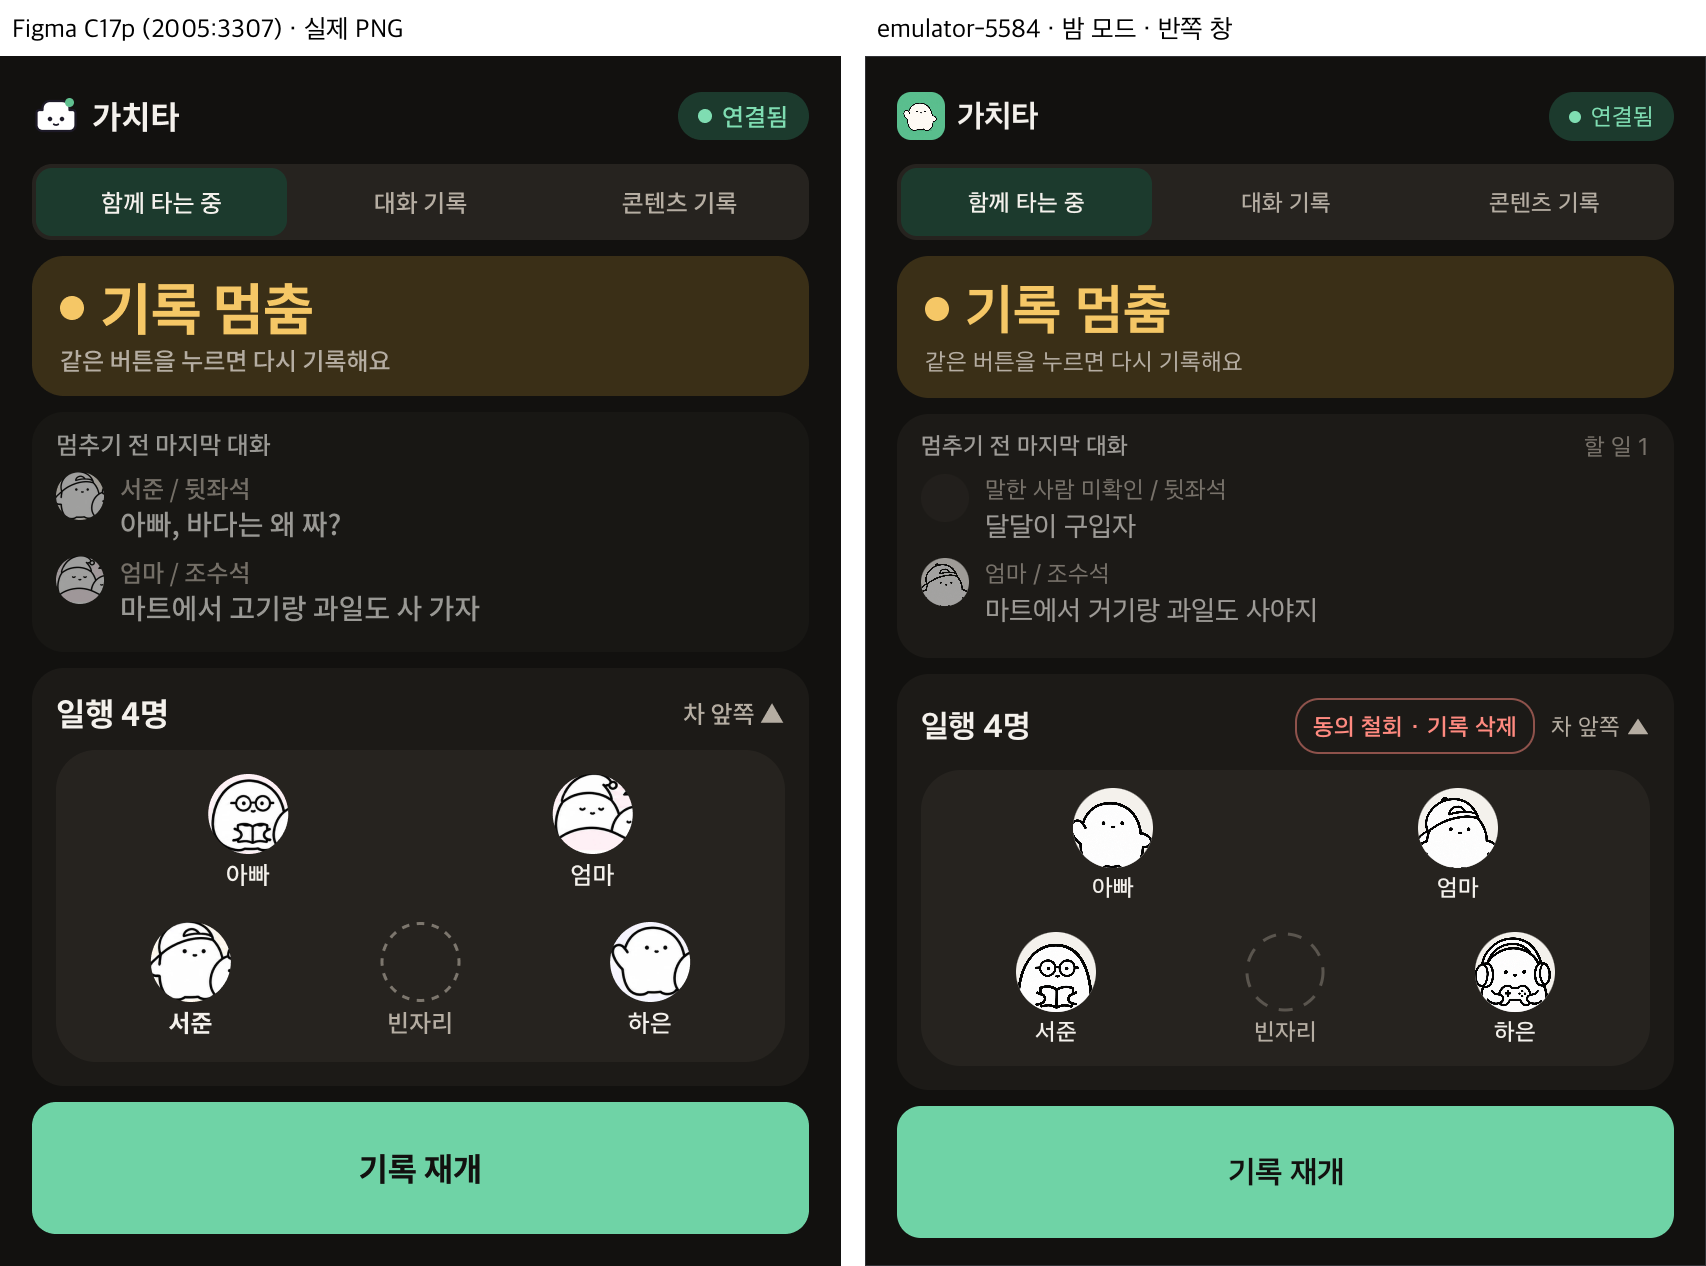 Figma C17p (2005:3307) · 실제 PNG
가치타
연결됨
함께 타는 중
대화 기록
콘텐츠 기록
기록 멈춤
같은 버튼을 누르면 다시 기록해요
멈추기 전 마지막 대화
서준 / 뒷좌석
아빠, 바다는 왜 짜?
엄마 / 조수석
마트에서 고기랑 과일도 사 가자
일행 4명
차 앞쪽 ▲
아빠
엄마
서준
빈자리
하은
기록 재개
emulator-5584 · 밤 모드 · 반쪽 창
가치타
연결됨
함께 타는 중
대화 기록
콘텐츠 기록
기록 멈춤
같은 버튼을 누르면 다시 기록해요
멈추기 전 마지막 대화
할 일 1
말한 사람 미확인 / 뒷좌석
달달이 구입자
엄마 / 조수석
마트에서 거기랑 과일도 사야지
일행 4명
동의 철회 · 기록 삭제
차 앞쪽 ▲
아빠
엄마
서준
빈자리
하은
기록 재개